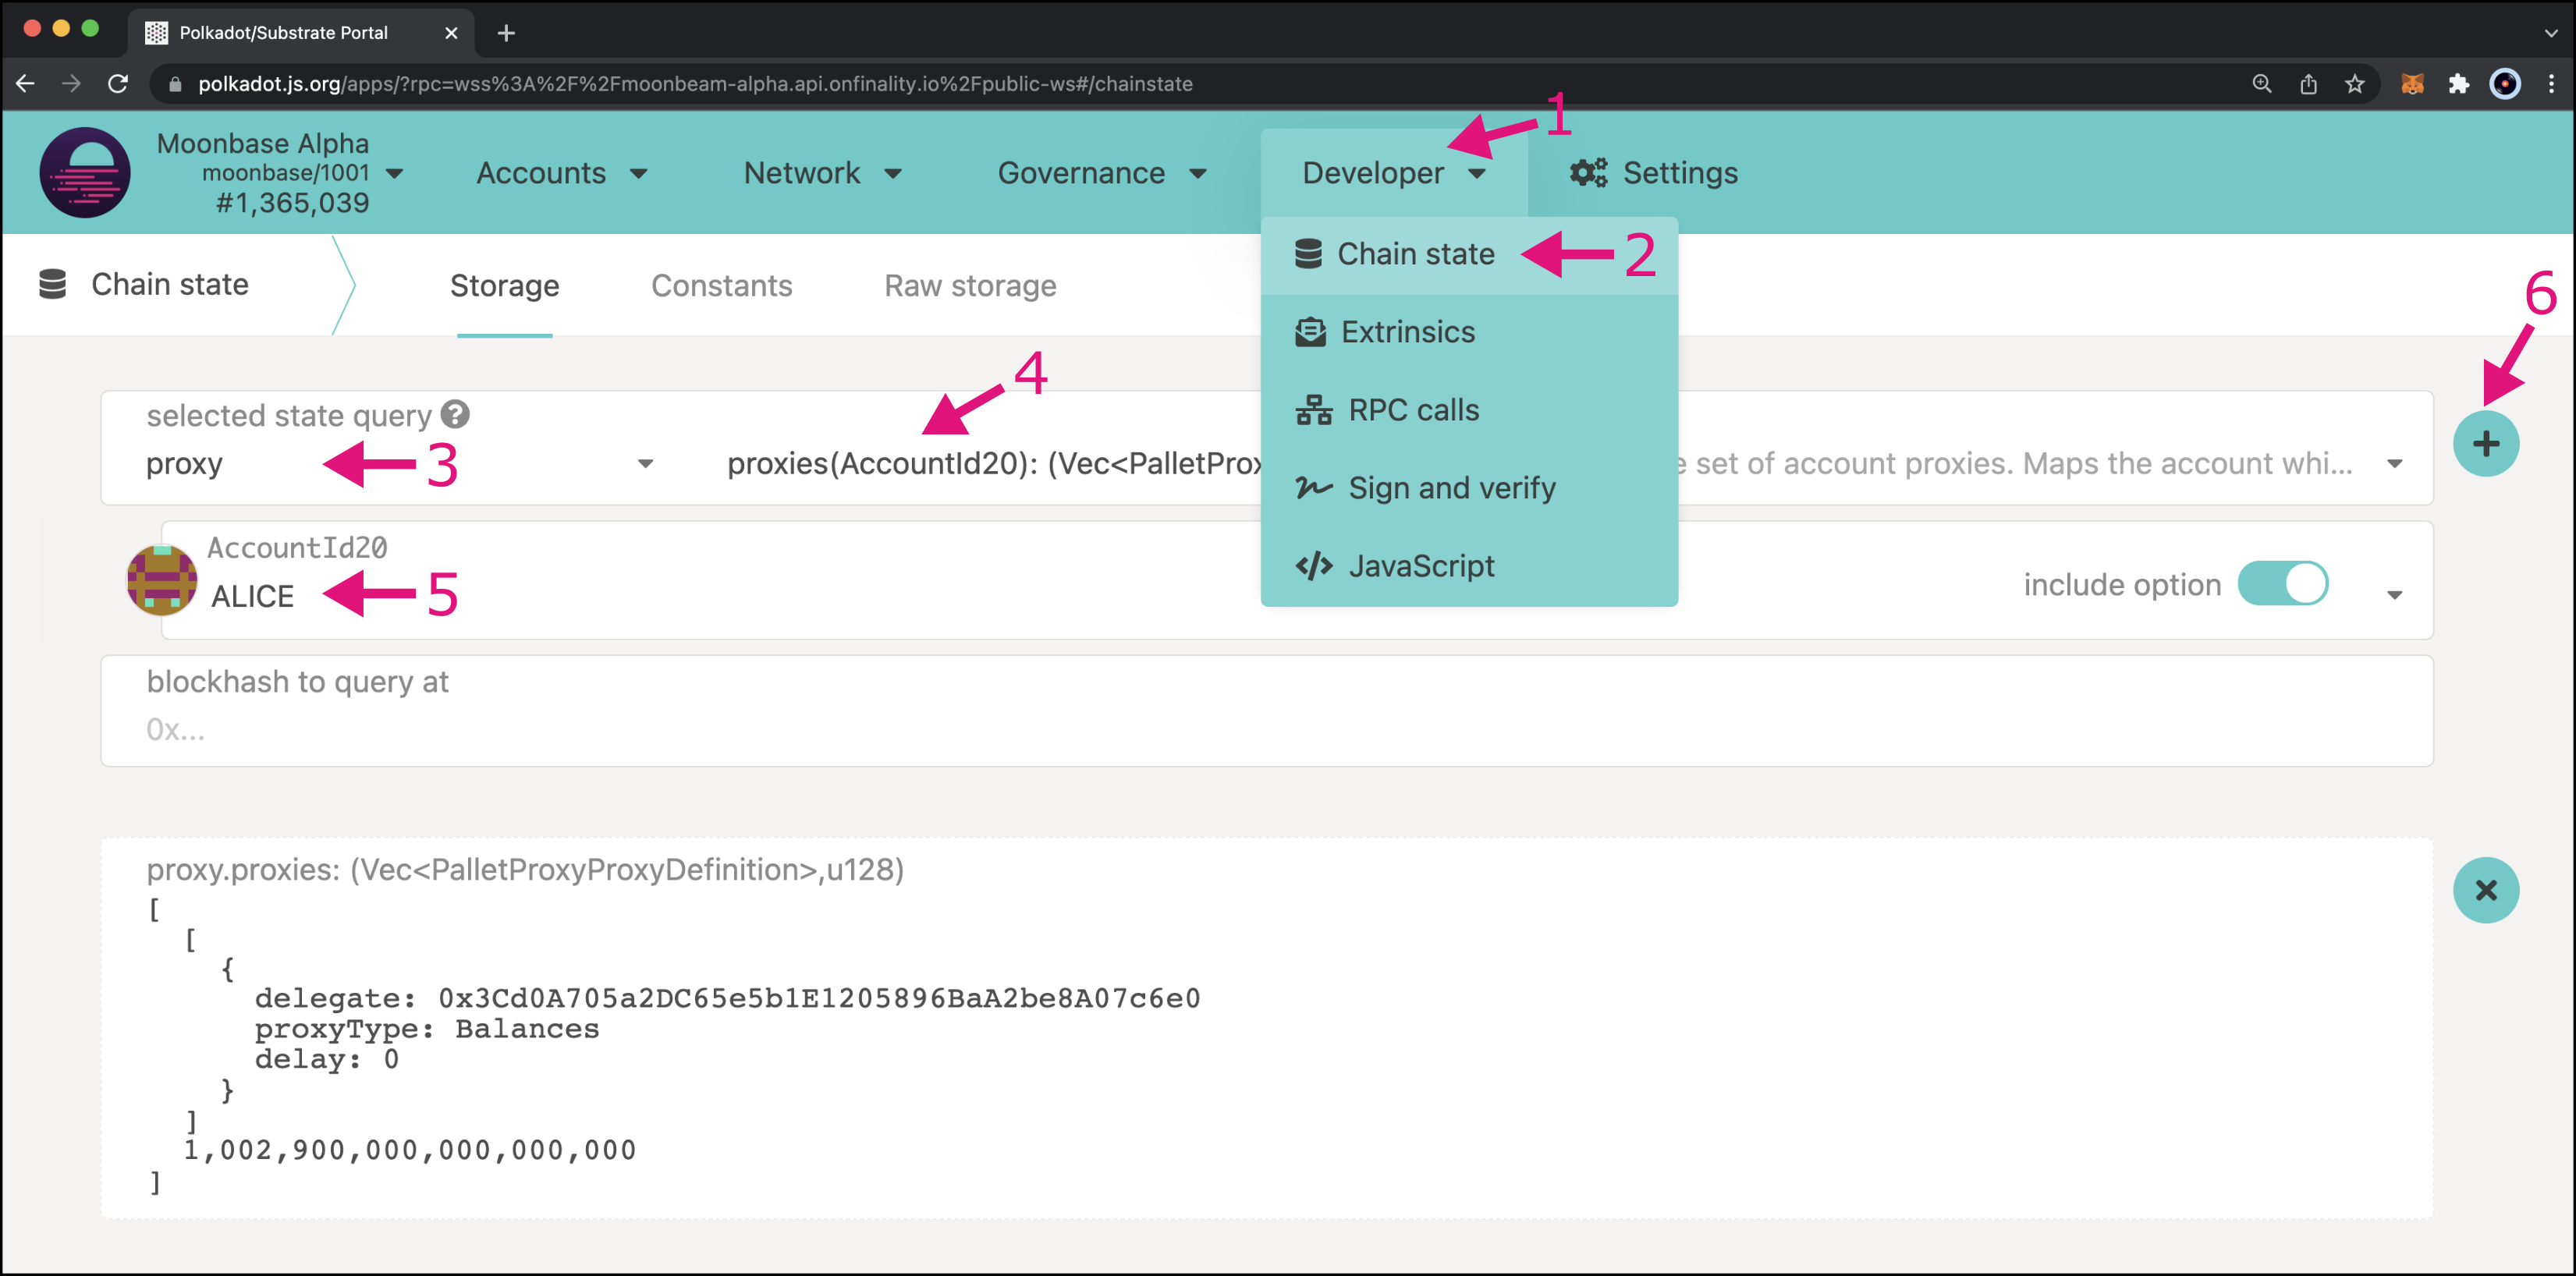 Polkadot/Substrate Portal
polkadot.js.org/apps/?rpc=wss%3A%2F%2Fmoonbeam-alpha.api.onfinality.io%2Fpublic-ws#/chainstate
1
Moonbase Alpha
moonbase/1001
#1,365,039
Accounts
Network
Governance
Developer
Settings
Chain state
Storage
Constants
Raw storage
Chain state
2
Extrinsics
RPC calls
Sign and verify
JavaScript
6
4
selected state query ?
proxy
3
proxies(AccountId20): (Vec<PalletProx
set of account proxies. Maps the account whi...
AccountId20
ALICE
5
include option
blockhash to query at
0x...
proxy.proxies: (Vec<PalletProxyProxyDefinition>,u128)
[
[
{
delegate: 0x3Cd0A705a2DC65e5b1E1205896BaA2be8A07c6e0
proxyType: Balances
delay: 0
}
]
1,002,900,000,000,000,000
]